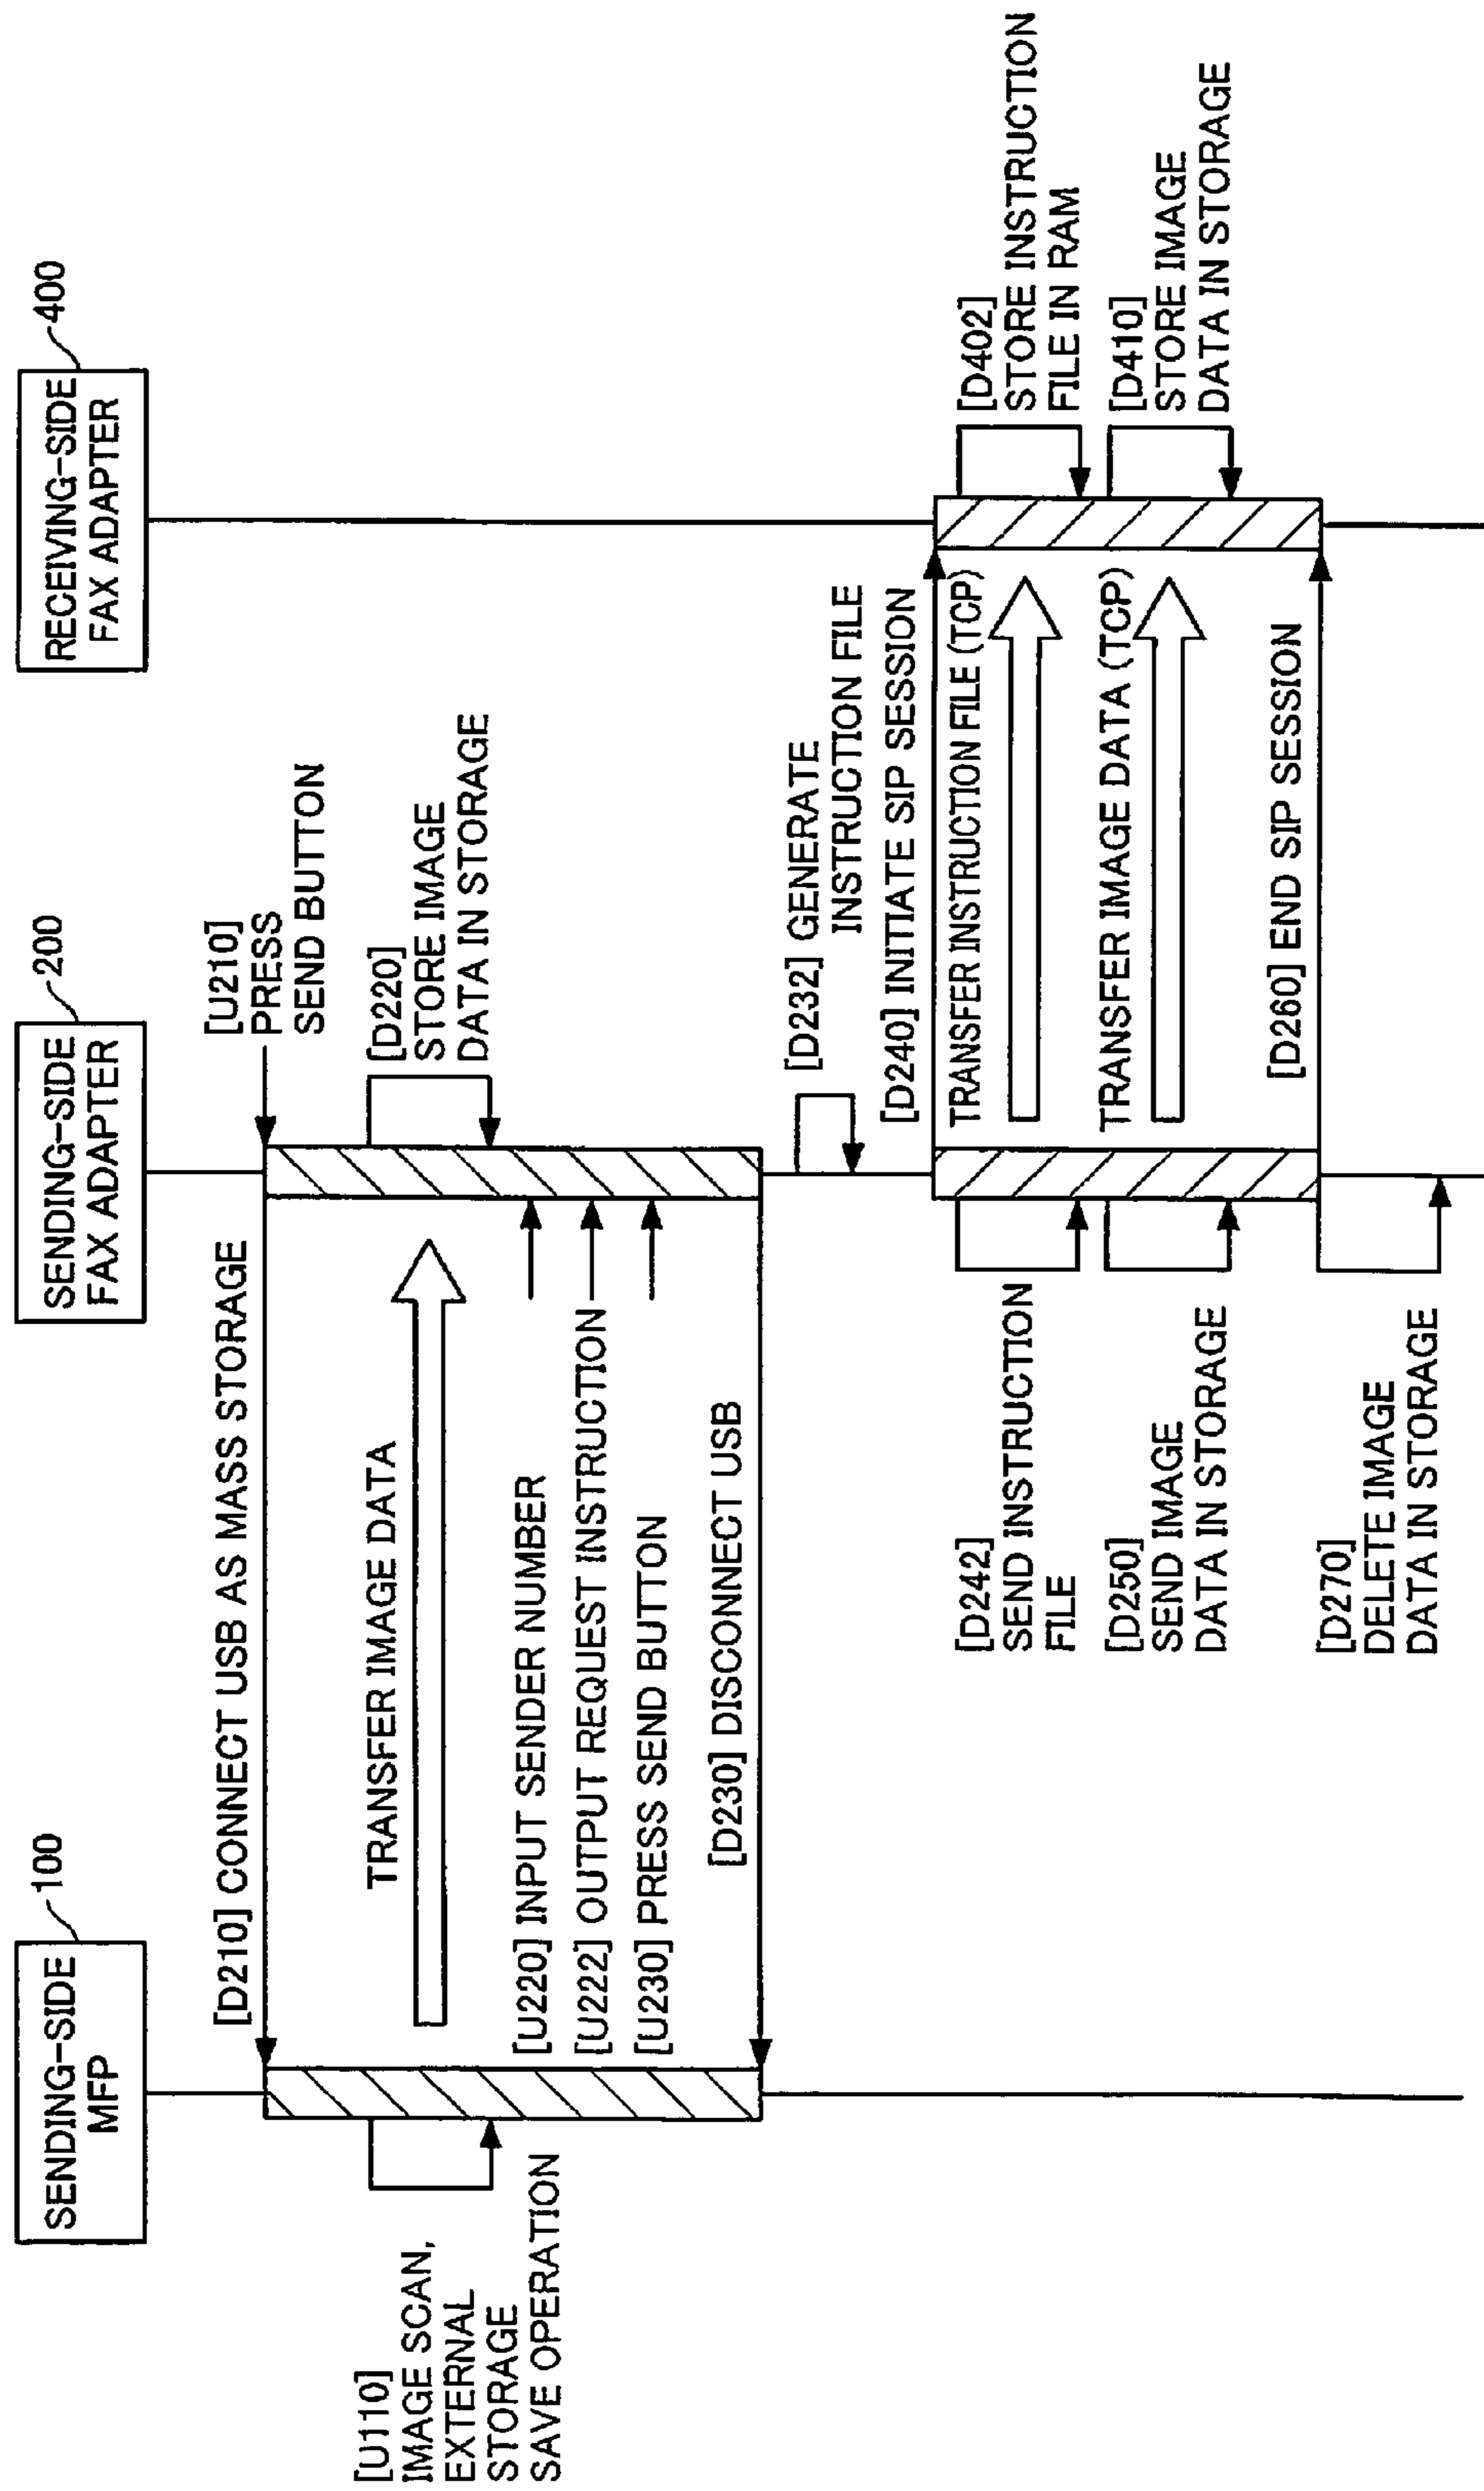 SENDING-SIDE
MFP
100
SENDING-SIDE
FAX ADAPTER
200
RECEIVING-SIDE
FAX ADAPTER
400
[U210]
PRESS
SEND BUTTON
[D210] CONNECT USB AS MASS STORAGE
[U110]
IMAGE SCAN,
EXTERNAL
STORAGE
SAVE OPERATION
TRANSFER IMAGE DATA
[D220]
STORE IMAGE
DATA IN STORAGE
[U220] INPUT SENDER NUMBER
[U222] OUTPUT REQUEST INSTRUCTION
[U230] PRESS SEND BUTTON
[D230] DISCONNECT USB
[D232] GENERATE
INSTRUCTION FILE
[D240] INITIATE SIP SESSION
[D242]
SEND INSTRUCTION
FILE
TRANSFER INSTRUCTION FILE (TCP)
[D402]
STORE INSTRUCTION
FILE IN RAM
[D250]
SEND IMAGE
DATA IN STORAGE
TRANSFER IMAGE DATA (TCP)
[D410]
STORE IMAGE
DATA IN STORAGE
[D260] END SIP SESSION
[D270]
DELETE IMAGE
DATA IN STORAGE